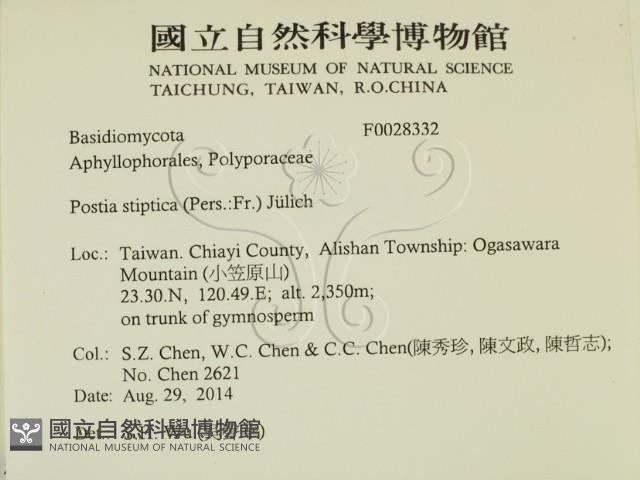 國立自然科學博物館
NATIONAL MUSEUM OF NATURAL SCIENCE
TAICHUNG, TAIWAN, R.O.CHINA
Basidiomycota F0028332
Aphyllophorales, Polyporaceae
Postia stiptica (Pers.:Fr.) Jülich
Loc.: Taiwan. Chiayi County, Alishan Township: Ogasawara
Mountain (小笠原山)
23.30.N, 120.49.E; alt. 2,350m;
on trunk of gymnosperm
Col.: S.Z. Chen, W.C. Chen & C.C. Chen(陳秀珍, 陳文政, 陳哲志);
No. Chen 2621
Date: Aug. 29, 2014
Det.: Wu
國立自然科學博物館
NATIONAL MUSEUM OF NATURAL SCIENCE